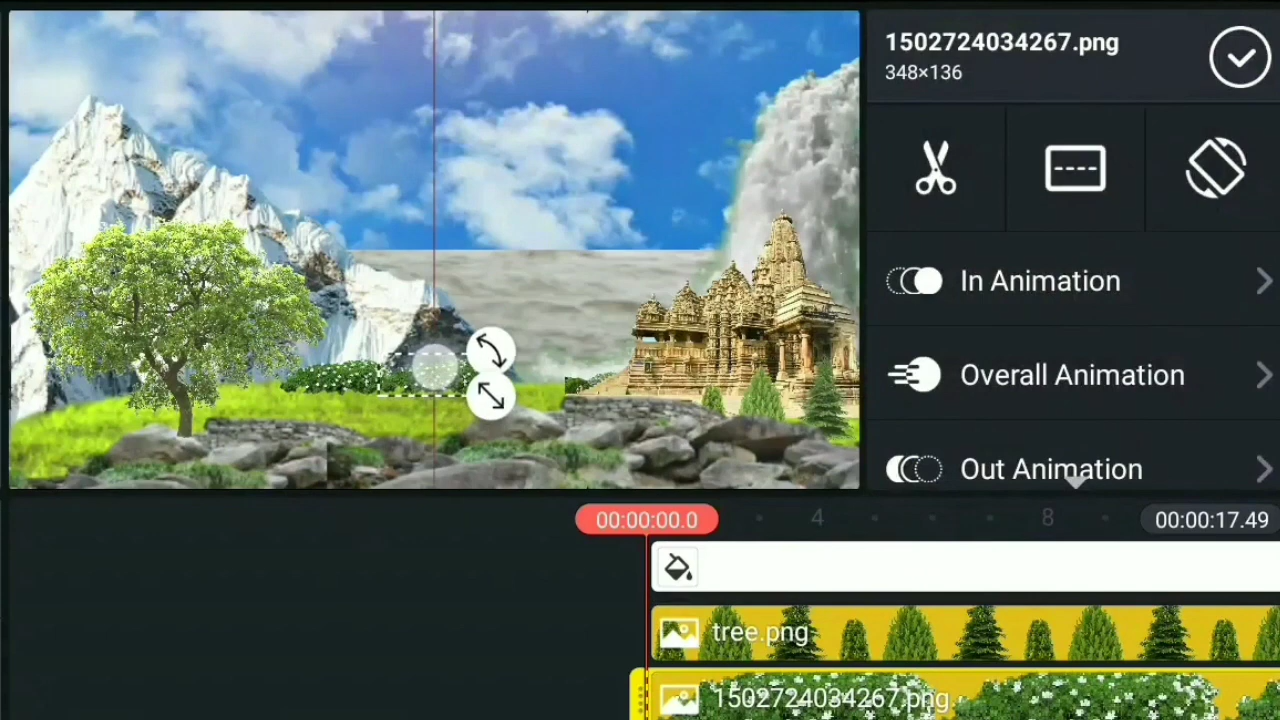 1502724034267.png
348×136
In Animation
Overall Animation
Out Animation
00:00:00.0
4
8
00:00:17.49
tree.png
1502724034267.png